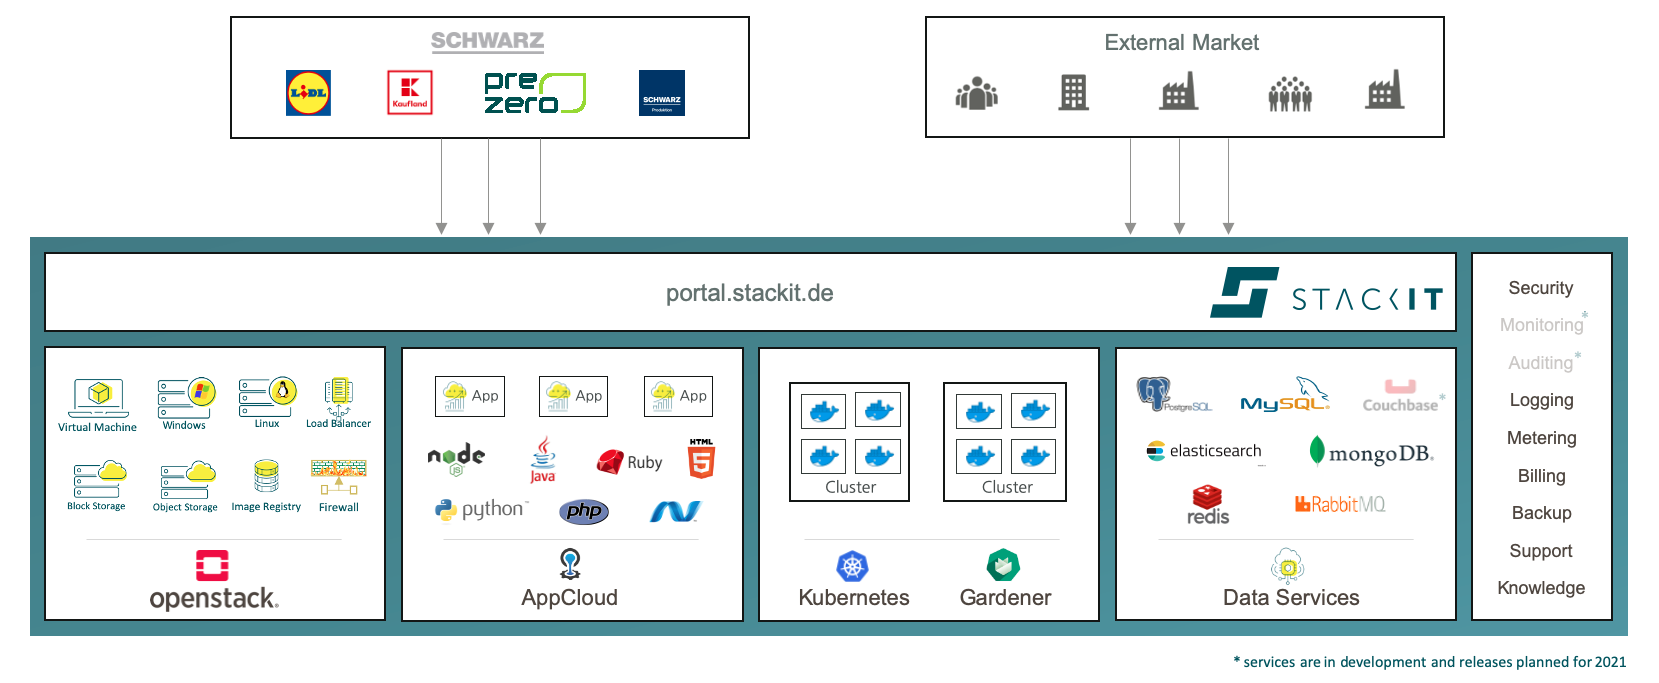 SCHWARZ
LIDL
Kaufland
pre
zero
SCHWARZ
Produktion
External Market
portal.stackit.de
STACKIT
Virtual Machine
Windows
Linux
Load Balancer
Block Storage
Object Storage
Image Registry
Firewall
openstack.
App
App
App
node
JS
Java
Ruby
HTML
5
python™
php
AppCloud
Cluster
Cluster
Kubernetes
Gardener
PostgreSQL
MySQL®
Couchbase*
elasticsearch
mongoDB.
redis
RabbitMQ
Data Services
Security
Monitoring*
Auditing*
Logging
Metering
Billing
Backup
Support
Knowledge
* services are in development and releases planned for 2021